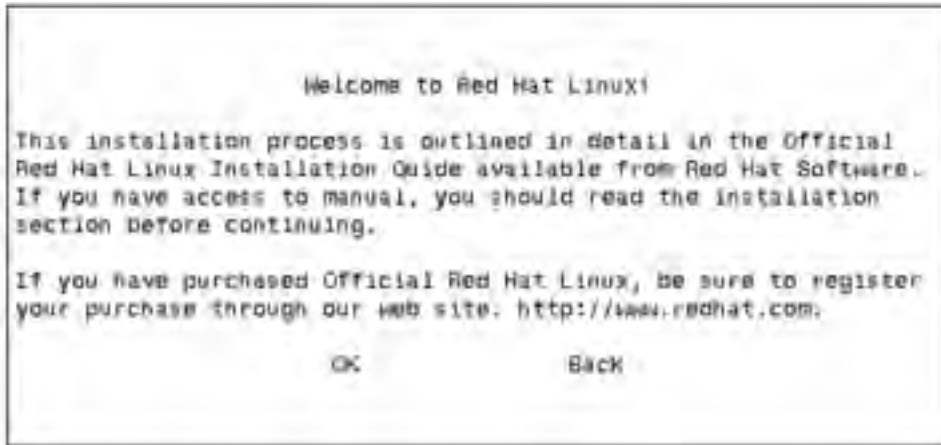 Welcome to Red Hat Linux!
This installation process is outlined in detail in the Official
Red Hat Linux Installation Guide available from Red Hat Software.
If you have access to manual, you should read the installation
section before continuing.
If you have purchased Official Red Hat Linux, be sure to register
your purchase through our web site. http://www.redhat.com.
OK Back